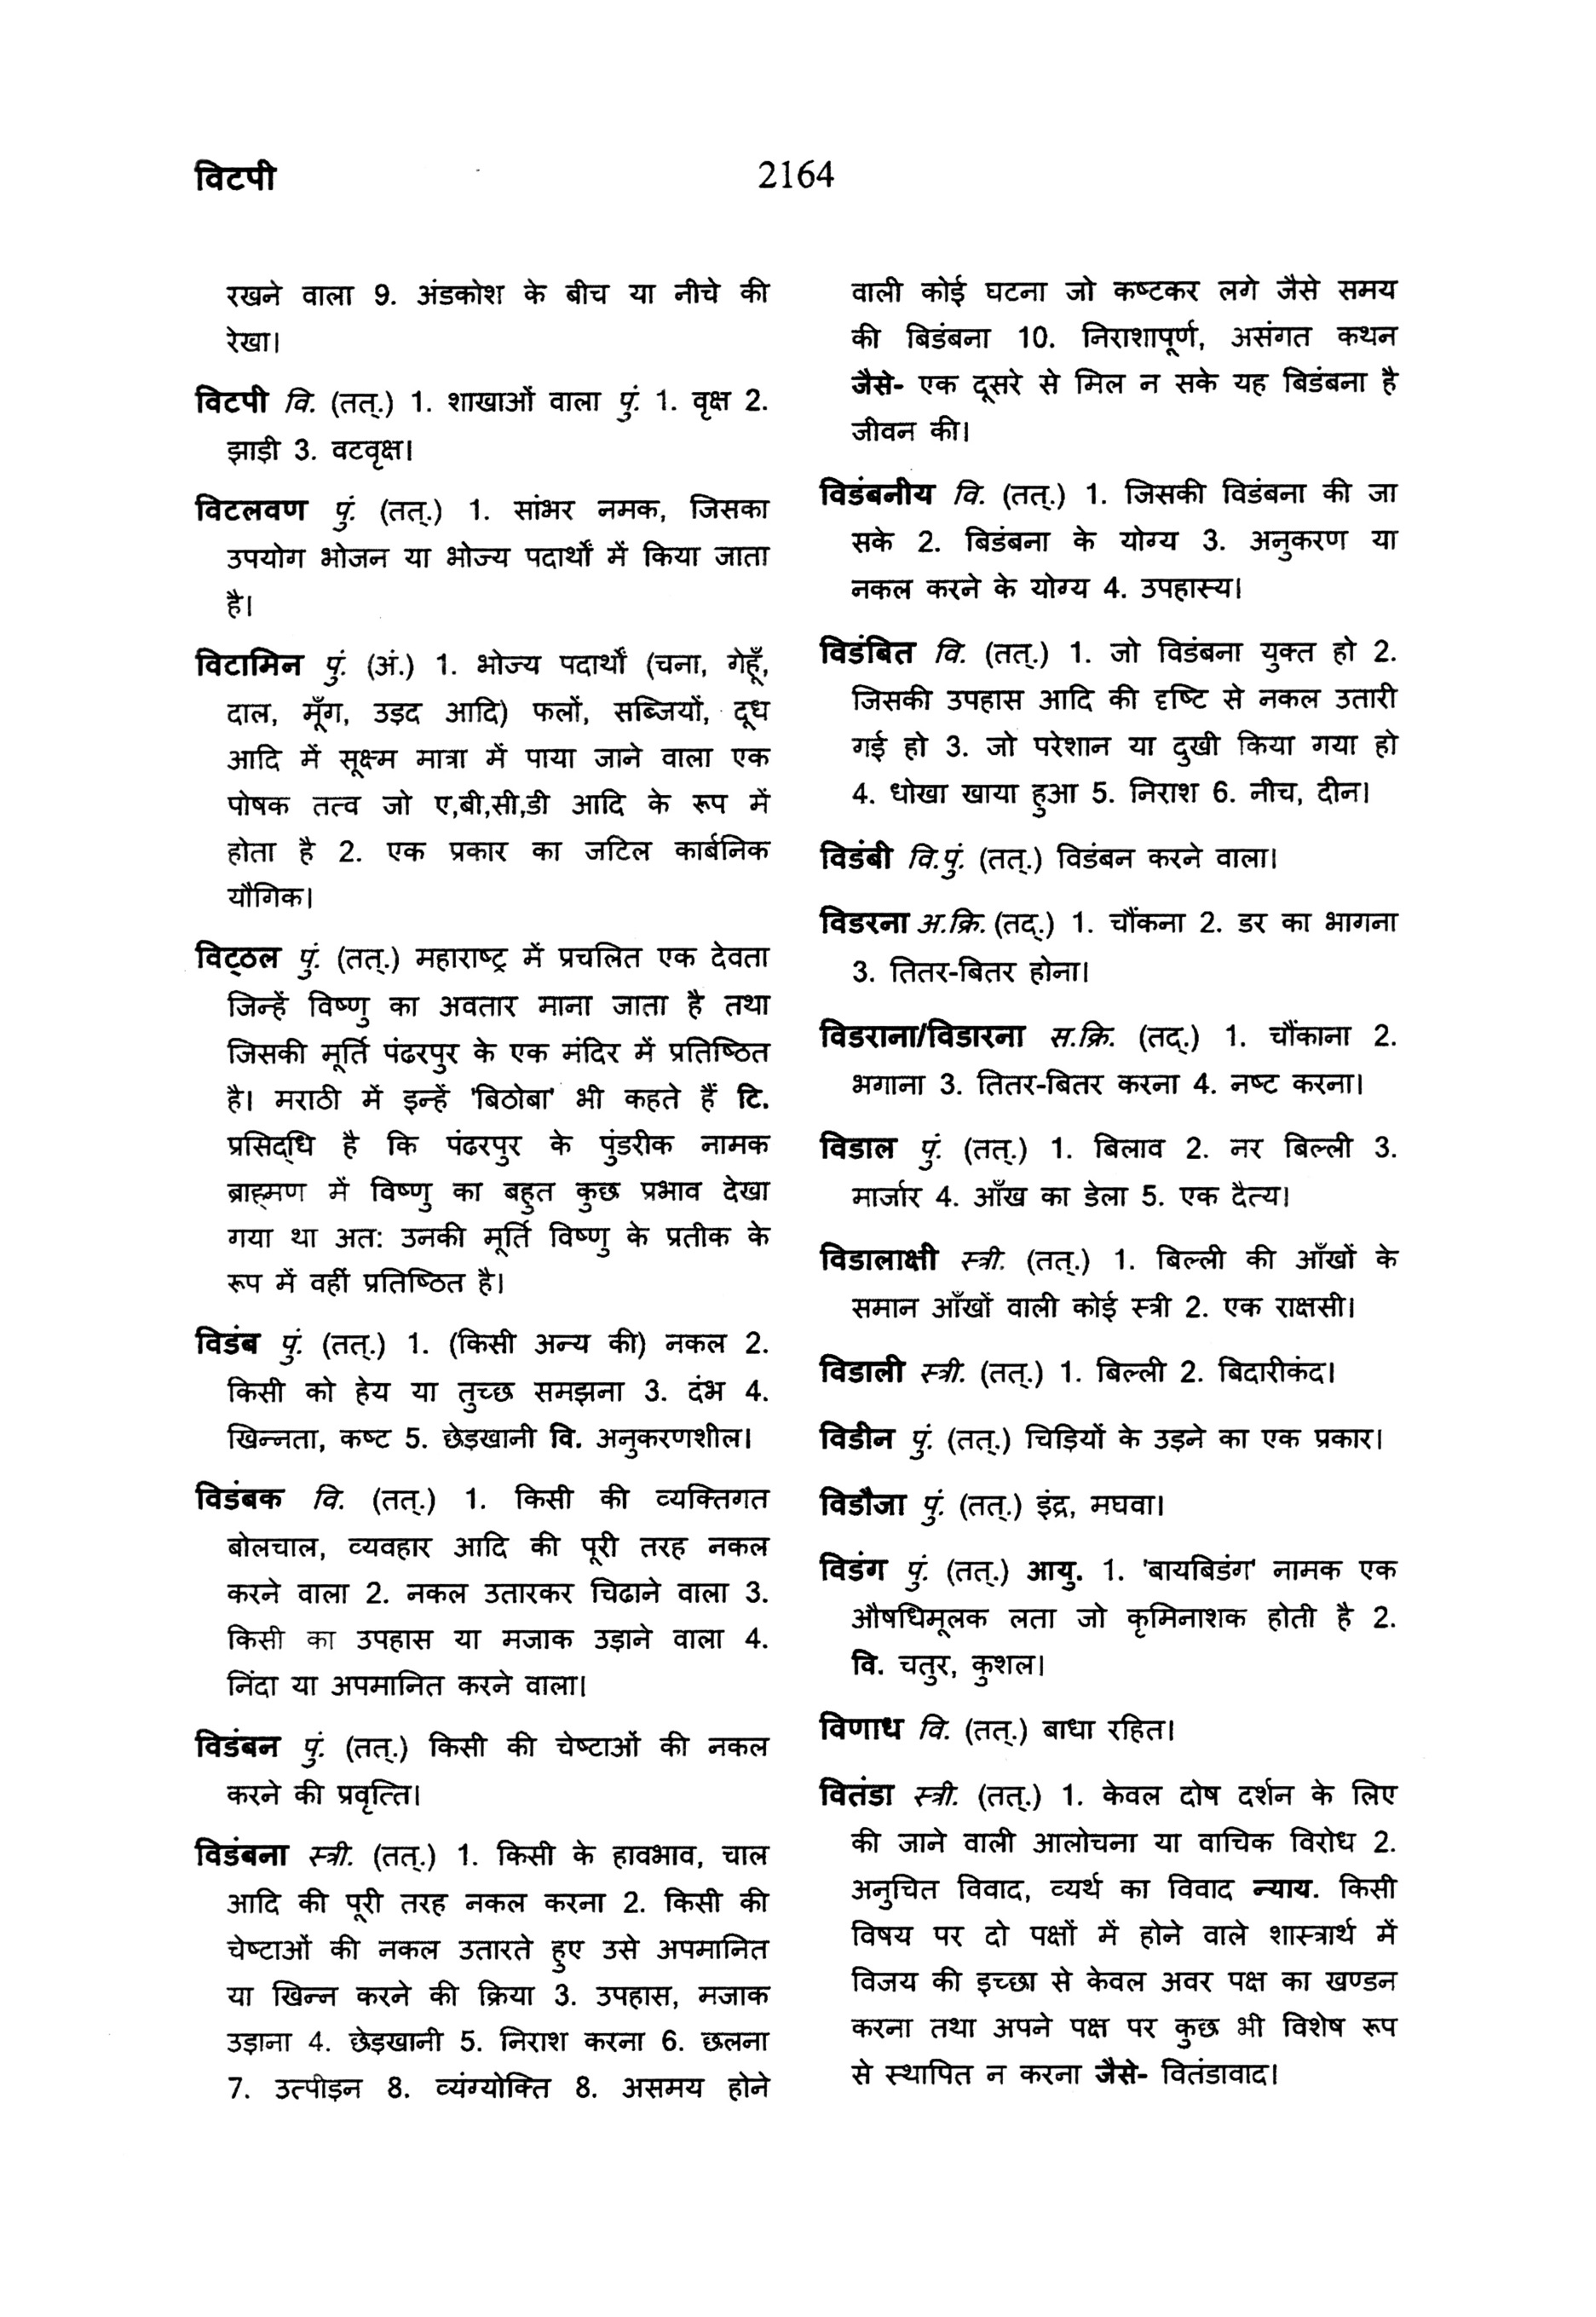 विटपी
2164
रखने वाला 9. अंडकोश के बीच या नीचे की
रेखा।
विटपी वि. (तत्.) 1. शाखाओं वाला पुं. 1. वृक्ष 2.
झाड़ी 3. वटवृक्ष।
विटलवण पुं. (तत्.) 1. सांभर नमक, जिसका
उपयोग भोजन या भोज्य पदार्थों में किया जाता
है।
विटामिन पुं. (अं.) 1. भोज्य पदार्थों (चना, गेहूँ,
दाल, मूँग, उड़द आदि) फलों, सब्जियों, दूध
आदि में सूक्ष्म मात्रा में पाया जाने वाला एक
पोषक तत्व जो ए,बी,सी,डी आदि के रूप में
होता है 2. एक प्रकार का जटिल कार्बनिक
यौगिक।
विट्ठल पुं. (तत्.) महाराष्ट्र में प्रचलित एक देवता
जिन्हें विष्णु का अवतार माना जाता है तथा
जिसकी मूर्ति पंढरपुर के एक मंदिर में प्रतिष्ठित
है। मराठी में इन्हें 'बिठोबा' भी कहते हैं टि.
प्रसिद्धि है कि पंढरपुर के पुंडरीक नामक
ब्राह्मण में विष्णु का बहुत कुछ प्रभाव देखा
गया था अत: उनकी मूर्ति विष्णु के प्रतीक के
रूप में वहीं प्रतिष्ठित है।
विडंब पुं. (तत्.) 1. (किसी अन्य की) नकल 2.
किसी को हेय या तुच्छ समझना 3. दंभ 4.
खिन्नता, कष्ट 5. छेड़खानी वि. अनुकरणशील।
विडंबक वि. (तत्.) 1. किसी की व्यक्तिगत
बोलचाल, व्यवहार आदि की पूरी तरह नकल
करने वाला 2. नकल उतारकर चिढाने वाला 3.
किसी का उपहास या मजाक उड़ाने वाला 4.
निंदा या अपमानित करने वाला।
विडंबन पुं. (तत्.) किसी की चेष्टाओं की नकल
करने की प्रवृत्ति।
विडंबना स्त्री. (तत्.) 1. किसी के हावभाव, चाल
आदि की पूरी तरह नकल करना 2. किसी की
चेष्टाओं की नकल उतारते हुए उसे अपमानित
या खिन्न करने की क्रिया 3. उपहास, मजाक
उड़ाना 4. छेड़खानी 5. निराश करना 6. छलना
7. उत्पीड़न 8. व्यंग्योक्ति 8. असमय होने
वाली कोई घटना जो कष्टकर लगे जैसे समय
की बिडंबना 10. निराशापूर्ण, असंगत कथन
जैसे- एक दूसरे से मिल न सके यह बिडंबना है
जीवन की।
विडंबनीय वि. (तत्.) 1. जिसकी विडंबना की जा
सके 2. बिडंबना के योग्य 3. अनुकरण या
नकल करने के योग्य 4. उपहास्य।
विडंबित वि. (तत्.) 1. जो विडंबना युक्त हो 2.
जिसकी उपहास आदि की दृष्टि से नकल उतारी
गई हो 3. जो परेशान या दुखी किया गया हो
4. धोखा खाया हुआ 5. निराश 6. नीच, दीन।
विडंबी वि.पुं. (तत्.) विडंबन करने वाला।
विडरना अ.क्रि. (तद्.) 1. चौंकना 2. डर का भागना
3. तितर-बितर होना।
विडराना/विडारना स.क्रि. (तद्.) 1. चौंकाना 2.
भगाना 3. तितर-बितर करना 4. नष्ट करना।
विडाल पुं. (तत्.) 1. बिलाव 2. नर बिल्ली 3.
मार्जार 4. आँख का डेला 5. एक दैत्य।
विडालाक्षी स्त्री. (तत्.) 1. बिल्ली की आँखों के
समान आँखों वाली कोई स्त्री 2. एक राक्षसी।
विडाली स्त्री. (तत्.) 1. बिल्ली 2. बिदारीकंद।
विडीन पुं. (तत्.) चिड़ियों के उड़ने का एक प्रकार।
विडौजा पुं. (तत्.) इंद्र, मघवा।
विडंग पुं. (तत्.) आयु. 1. 'बायबिडंग' नामक एक
औषधिमूलक लता जो कृमिनाशक होती है 2.
वि. चतुर, कुशल।
विणाध वि. (तत्.) बाधा रहित।
वितंडा स्त्री. (तत्.) 1. केवल दोष दर्शन के लिए
की जाने वाली आलोचना या वाचिक विरोध 2.
अनुचित विवाद, व्यर्थ का विवाद न्याय. किसी
विषय पर दो पक्षों में होने वाले शास्त्रार्थ में
विजय की इच्छा से केवल अवर पक्ष का खण्डन
करना तथा अपने पक्ष पर कुछ भी विशेष रूप
से स्थापित न करना जैसे- वितंडावाद।